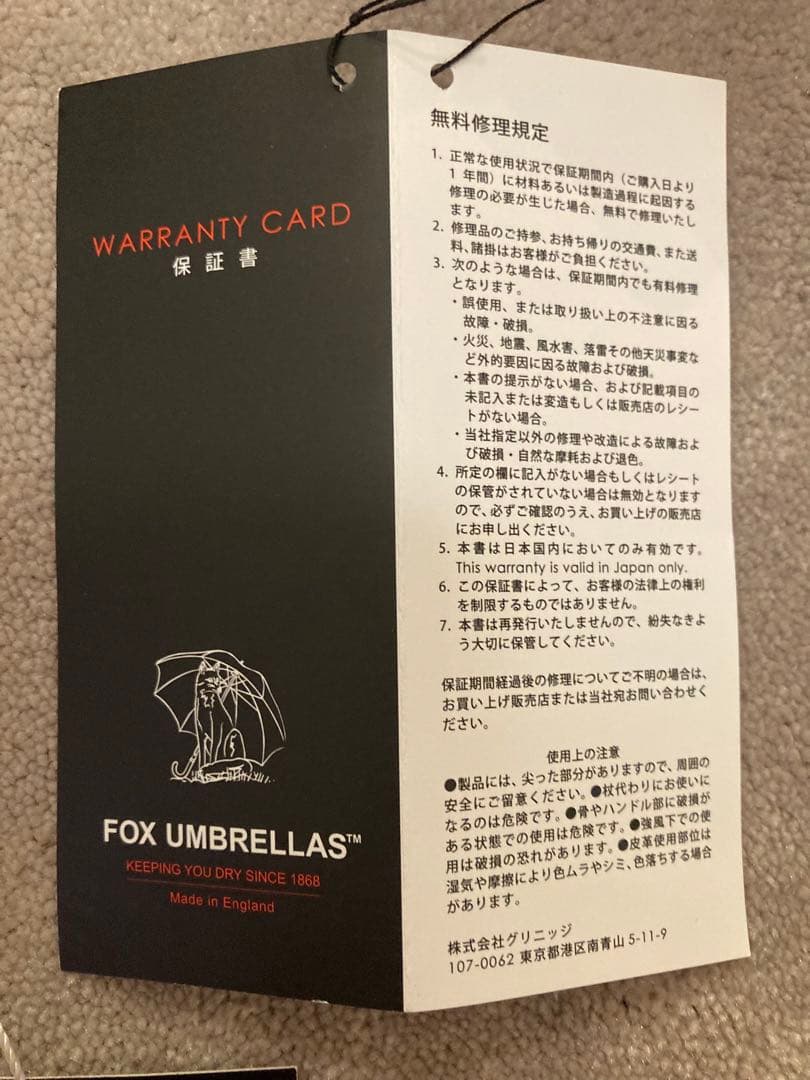 WARRANTY CARD
保証書
FOX UMBRELLAS™
KEEPING YOU DRY SINCE 1868
Made in England
無料修理規定
1. 正常な使用状況で保証期間内（ご購入日より
1 年間）に材料あるいは製造過程に起因する
修理の必要が生じた場合、無料で修理いたし
ます。
2. 修理品のご持参、お持ち帰りの交通費、また送
料、諸掛はお客様がご負担ください。
3. 次のような場合は、保証期間内でも有料修理
となります。
・誤使用、または取り扱い上の不注意に因る
故障・破損。
・火災、地震、風水害、落雷その他天災事変な
ど外的要因に因る故障および破損。
・本書の提示がない場合、および記載項目の
未記入または変造もしくは販売店のレシー
トがない場合。
・当社指定以外の修理や改造による故障およ
び破損・自然な摩耗および退色。
4. 所定の欄に記入がない場合もしくはレシート
の保管がされていない場合は無効となります
ので、必ずご確認のうえ、お買い上げの販売店
にお申し出ください。
5. 本書は日本国内においてのみ有効です。
This warranty is valid in Japan only.
6. この保証書によって、お客様の法律上の権利
を制限するものではありません。
7. 本書は再発行いたしませんので、紛失なきよ
う大切に保管してください。
保証期間経過後の修理についてご不明の場合は、
お買い上げ販売店または当社宛お問い合わせく
ださい。
使用上の注意
●製品には、尖った部分がありますので、周囲の
安全にご留意ください。●杖代わりにお使いに
なるのは危険です。●骨やハンドル部に破損が
ある状態での使用は危険です。●強風下での使
用は破損の恐れがあります。●皮革使用部位は
湿気や摩擦により色ムラやシミ、色落ちする場合
があります。
株式会社グリニッジ
107-0062 東京都港区南青山 5-11-9